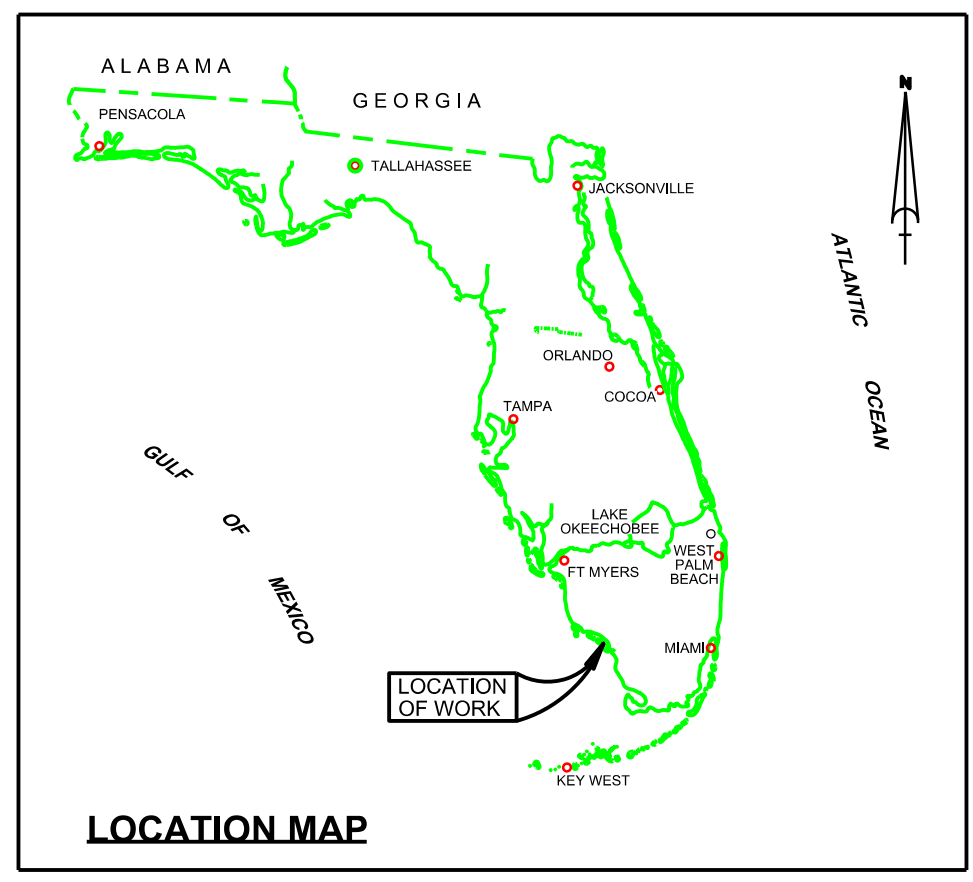 ALABAMA
GEORGIA
N
PENSACOLA
TALLAHASSEE
JACKSONVILLE
ATLANTIC
OCEAN
ORLANDO
COCOA
TAMPA
GULF
OF
MEXICO
LAKE
OKEECHOBEE
WEST
PALM
BEACH
FT MYERS
MIAMI
LOCATION
OF WORK
KEY WEST
LOCATION MAP